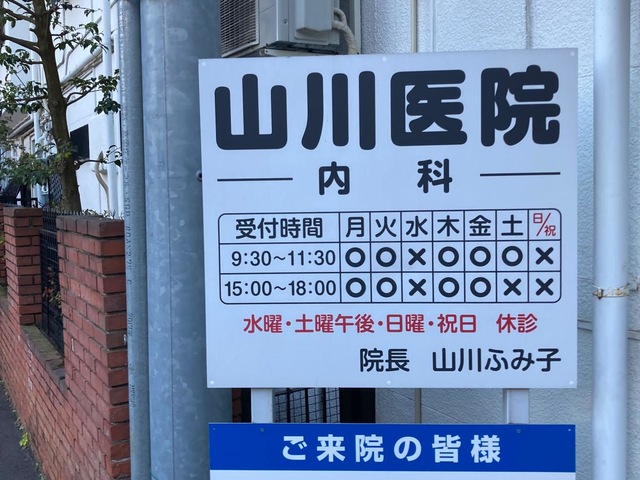 山川医院
内 科
受付時間 月 火 水 木 金 土 日/祝
9:30～11:30 ○ ○ × ○ ○ ○ ×
15:00～18:00 ○ ○ × ○ ○ × ×
水曜・土曜午後・日曜・祝日 休診
院長 山川ふみ子
ご来院の皆様